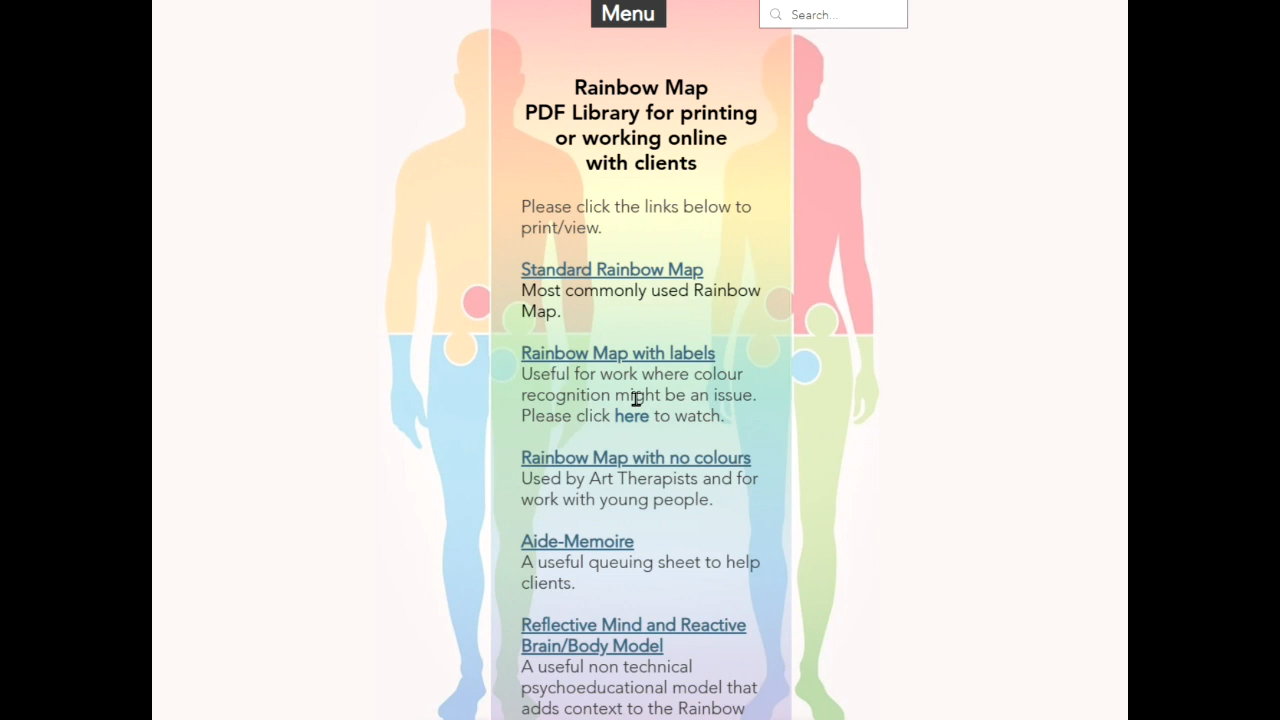 Menu
Search...
Rainbow Map
PDF Library for printing
or working online
with clients
Please click the links below to
print/view.
Standard Rainbow Map
Most commonly used Rainbow
Map.
Rainbow Map with labels
Useful for work where colour
recognition might be an issue.
Please click here to watch.
Rainbow Map with no colours
Used by Art Therapists and for
work with young people.
Aide-Memoire
A useful queuing sheet to help
clients.
Reflective Mind and Reactive
Brain/Body Model
A useful non technical
psychoeducational model that
adds context to the Rainbow